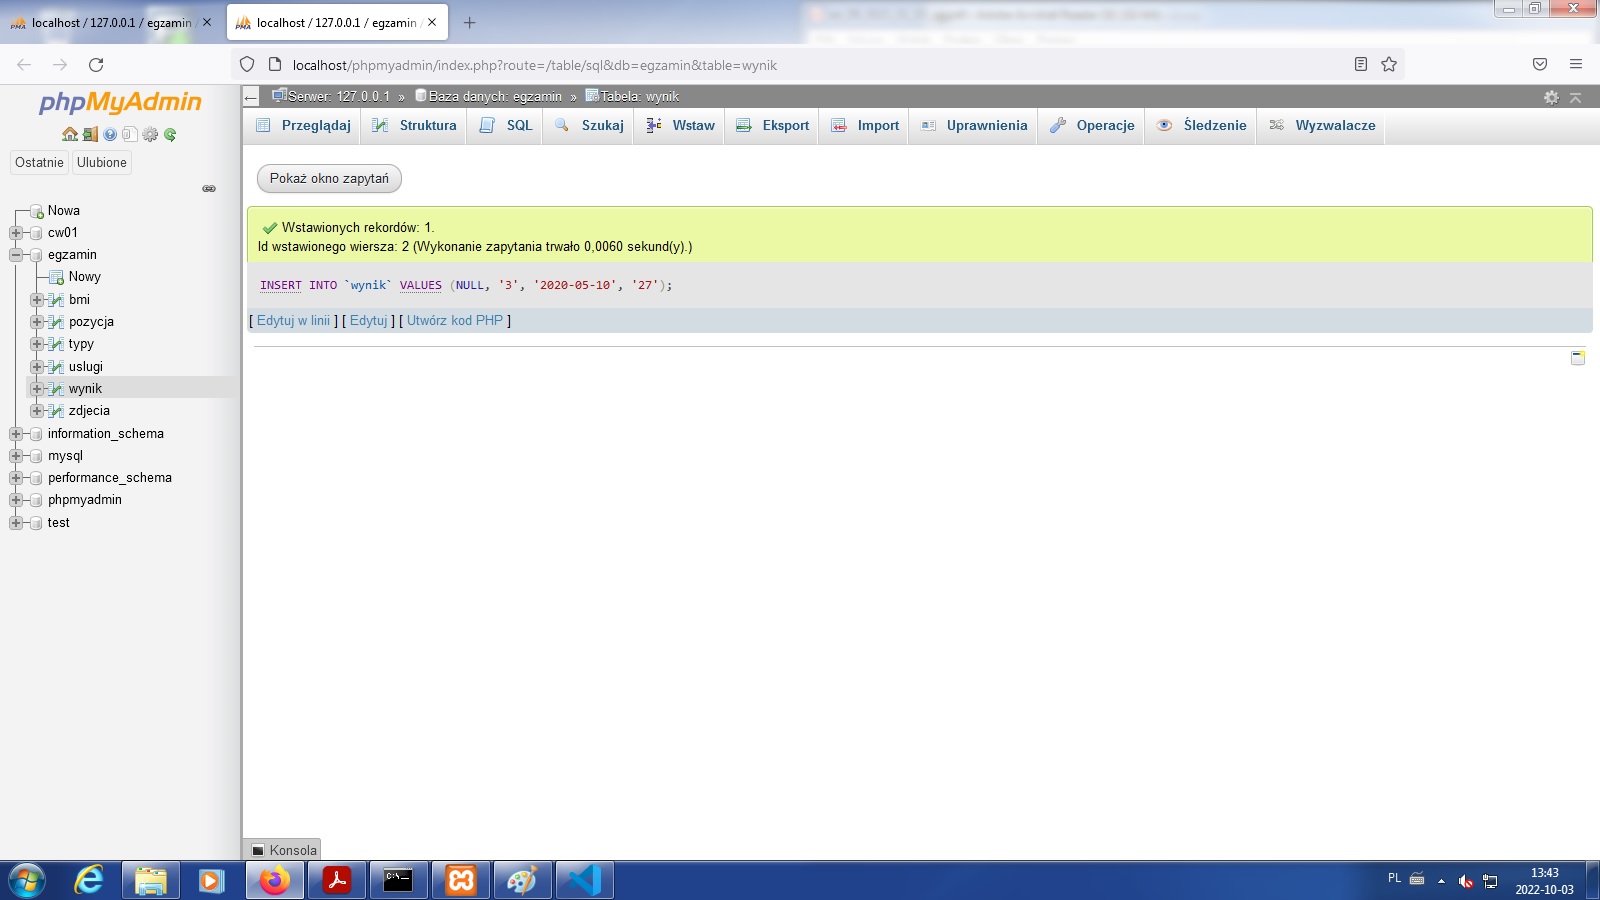 localhost / 127.0.0.1 / egzamin
localhost / 127.0.0.1 / egzamin
localhost/phpmyadmin/index.php?route=/table/sql&db=egzamin&table=wynik
phpMyAdmin
Ostatnie
Ulubione
Nowa
cw01
egzamin
Nowy
bmi
pozycja
typy
uslugi
wynik
zdjecia
information_schema
mysql
performance_schema
phpmyadmin
test
Serwer: 127.0.0.1 » Baza danych: egzamin » Tabela: wynik
Przeglądaj Struktura SQL Szukaj Wstaw Eksport Import Uprawnienia Operacje Śledzenie Wyzwalacze
Pokaż okno zapytań
Wstawionych rekordów: 1.
Id wstawionego wiersza: 2 (Wykonanie zapytania trwało 0,0060 sekund(y).)
INSERT INTO `wynik` VALUES (NULL, '3', '2020-05-10', '27');
[ Edytuj w linii ] [ Edytuj ] [ Utwórz kod PHP ]
Konsola
PL
13:43
2022-10-03